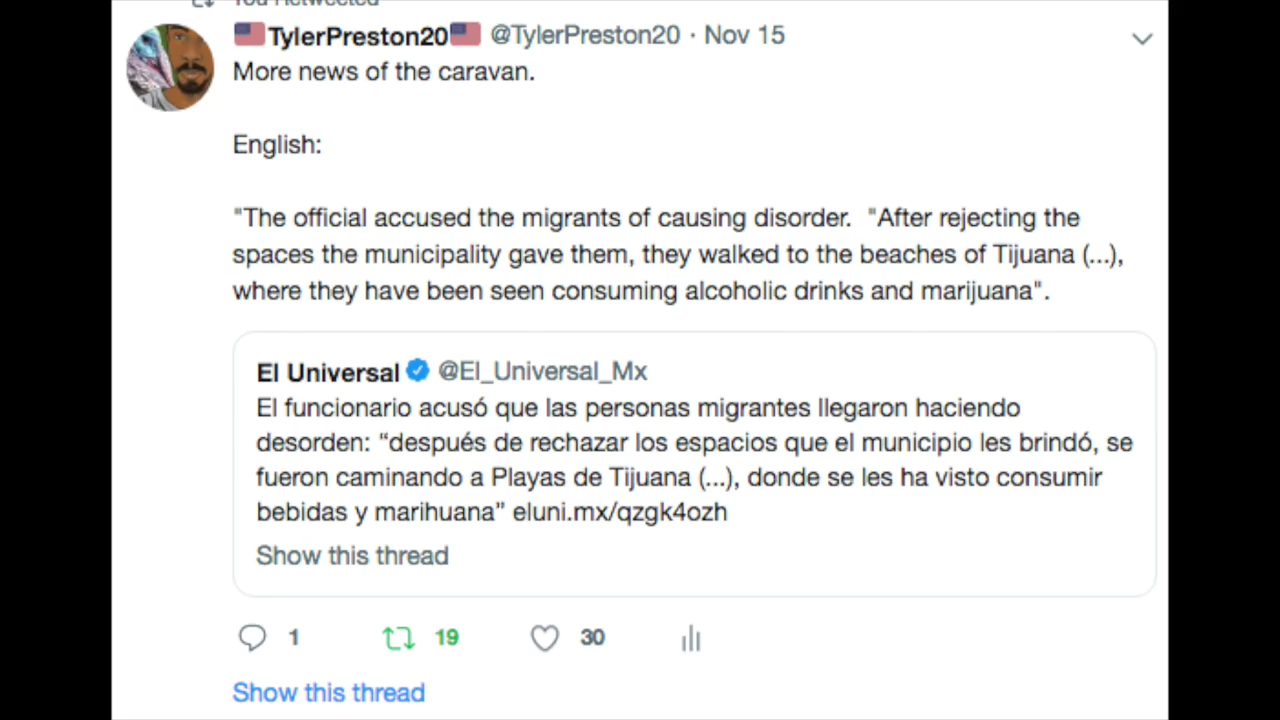 You Retweeted
TylerPreston20 @TylerPreston20 · Nov 15
More news of the caravan.
English:
"The official accused the migrants of causing disorder. "After rejecting the
spaces the municipality gave them, they walked to the beaches of Tijuana (...),
where they have been seen consuming alcoholic drinks and marijuana".
El Universal @El_Universal_Mx
El funcionario acusó que las personas migrantes llegaron haciendo
desorden: “después de rechazar los espacios que el municipio les brindó, se
fueron caminando a Playas de Tijuana (...), donde se les ha visto consumir
bebidas y marihuana” eluni.mx/qzgk4ozh
Show this thread
1 19 30
Show this thread